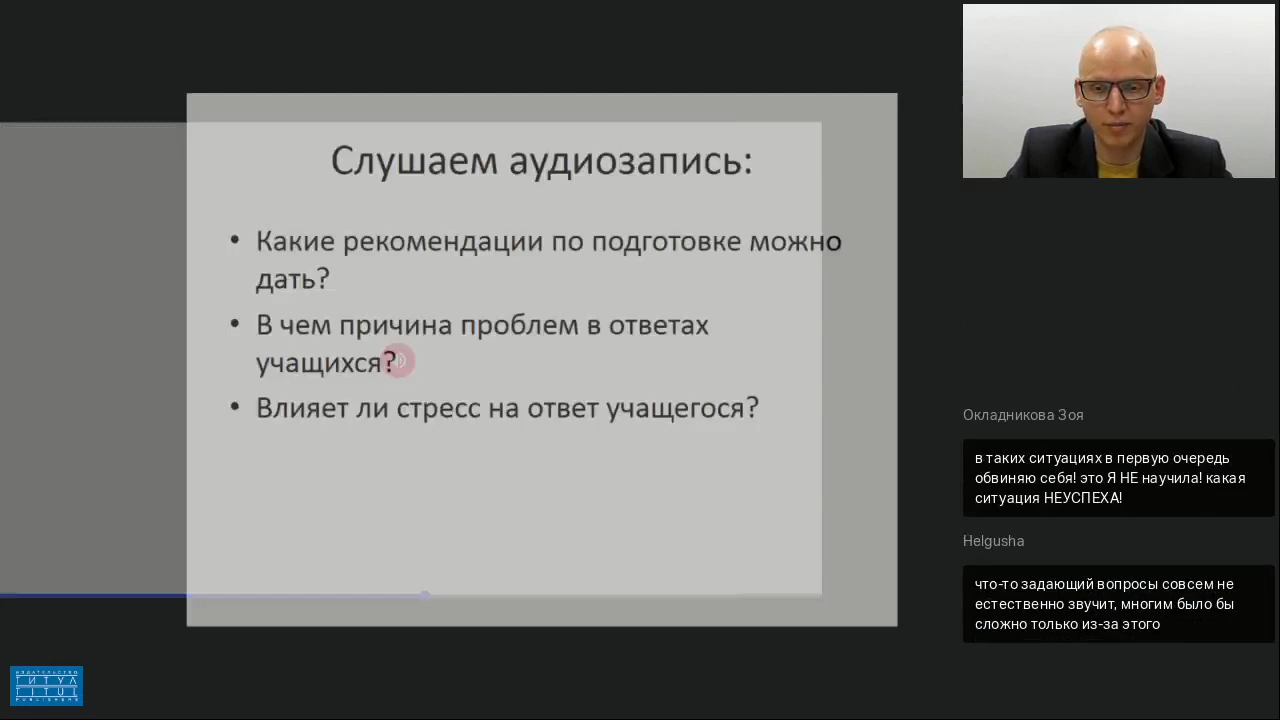 Слушаем аудиозапись:
• Какие рекомендации по подготовке можно
дать?
• В чем причина проблем в ответах
учащихся?
• Влияет ли стресс на ответ учащегося?
Окладникова Зоя
в таких ситуациях в первую очередь
обвиняю себя! это Я НЕ научила! какая
ситуация НЕУСПЕХА!
Helgusha
что-то задающий вопросы совсем не
естественно звучит, многим было бы
сложно только из-за этого
ИЗДАТЕЛЬСТВО
ТИТУЛ
TITUL
PUBLISHERS